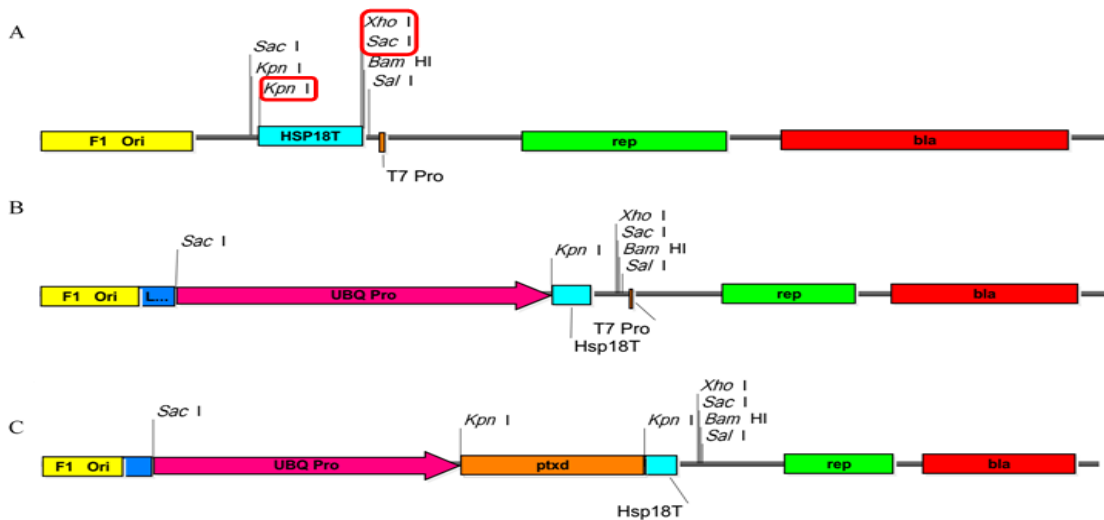 A
Xho I
Sac I
Sac I
Kpn I
Bam HI
Kpn I
Sal I
F1 Ori
HSP18T
rep
bla
T7 Pro
B
Xho I
Sac I
Sac I
Kpn I
Bam HI
Sal I
F1 Ori
L...
UBQ Pro
rep
bla
T7 Pro
Hsp18T
Xho I
Sac I
Sac I
Kpn I
Kpn I
Bam HI
C
Sal I
F1 Ori
UBQ Pro
ptxd
rep
bla
Hsp18T